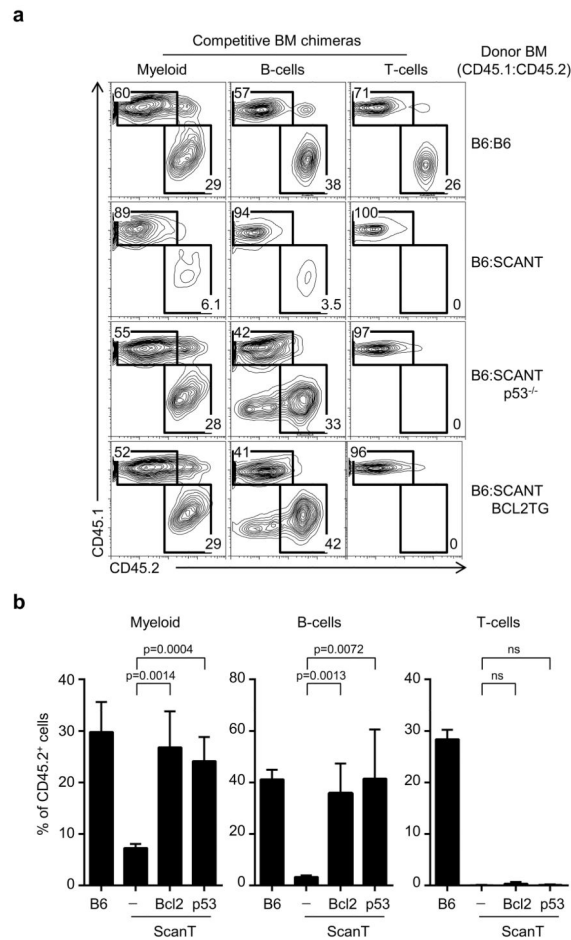 a
Competitive BM chimeras
Donor BM
(CD45.1:CD45.2)
Myeloid B-cells T-cells
60 57 71
B6:B6
29 38 26
89 94 100
B6:SCANT
6.1 3.5 0
55 42 97
B6:SCANT
p53-/-
28 33 0
52 41 96
B6:SCANT
BCL2TG
29 42 0
CD45.1
CD45.2
b
Myeloid B-cells T-cells
p=0.0004 p=0.0072 ns
p=0.0014 p=0.0013 ns
% of CD45.2+ cells
40 80 40
30 60 30
20 40 20
10 20 10
0 0 0
B6 – Bcl2 p53 B6 – Bcl2 p53 B6 – Bcl2 p53
ScanT ScanT ScanT